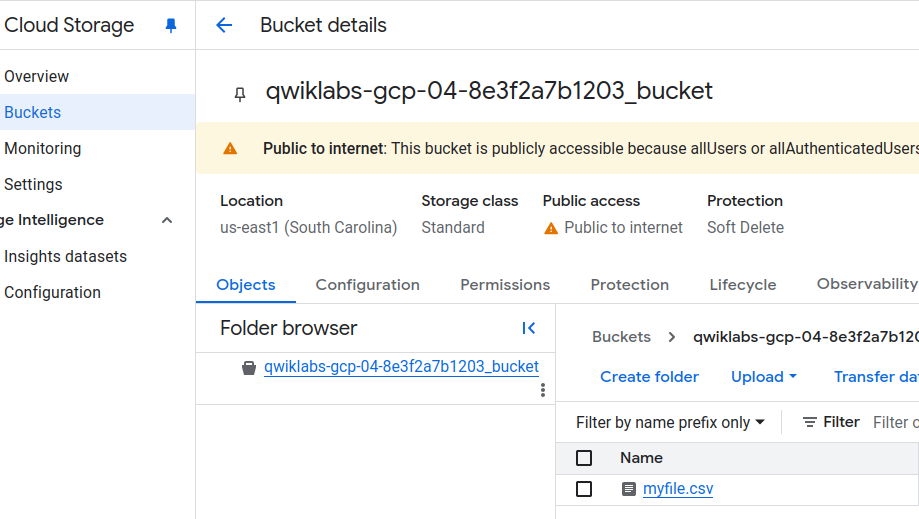 Cloud Storage
Bucket details
Overview
Buckets
Monitoring
Settings
ge Intelligence
Insights datasets
Configuration
qwiklabs-gcp-04-8e3f2a7b1203_bucket
Public to internet: This bucket is publicly accessible because allUsers or allAuthenticatedUsers
Location Storage class Public access Protection
us-east1 (South Carolina) Standard Public to internet Soft Delete
Objects Configuration Permissions Protection Lifecycle Observability
Folder browser
qwiklabs-gcp-04-8e3f2a7b1203_bucket
Buckets > qwiklabs-gcp-04-8e3f2a7b120
Create folder Upload Transfer dat
Filter by name prefix only Filter Filter o
Name
myfile.csv